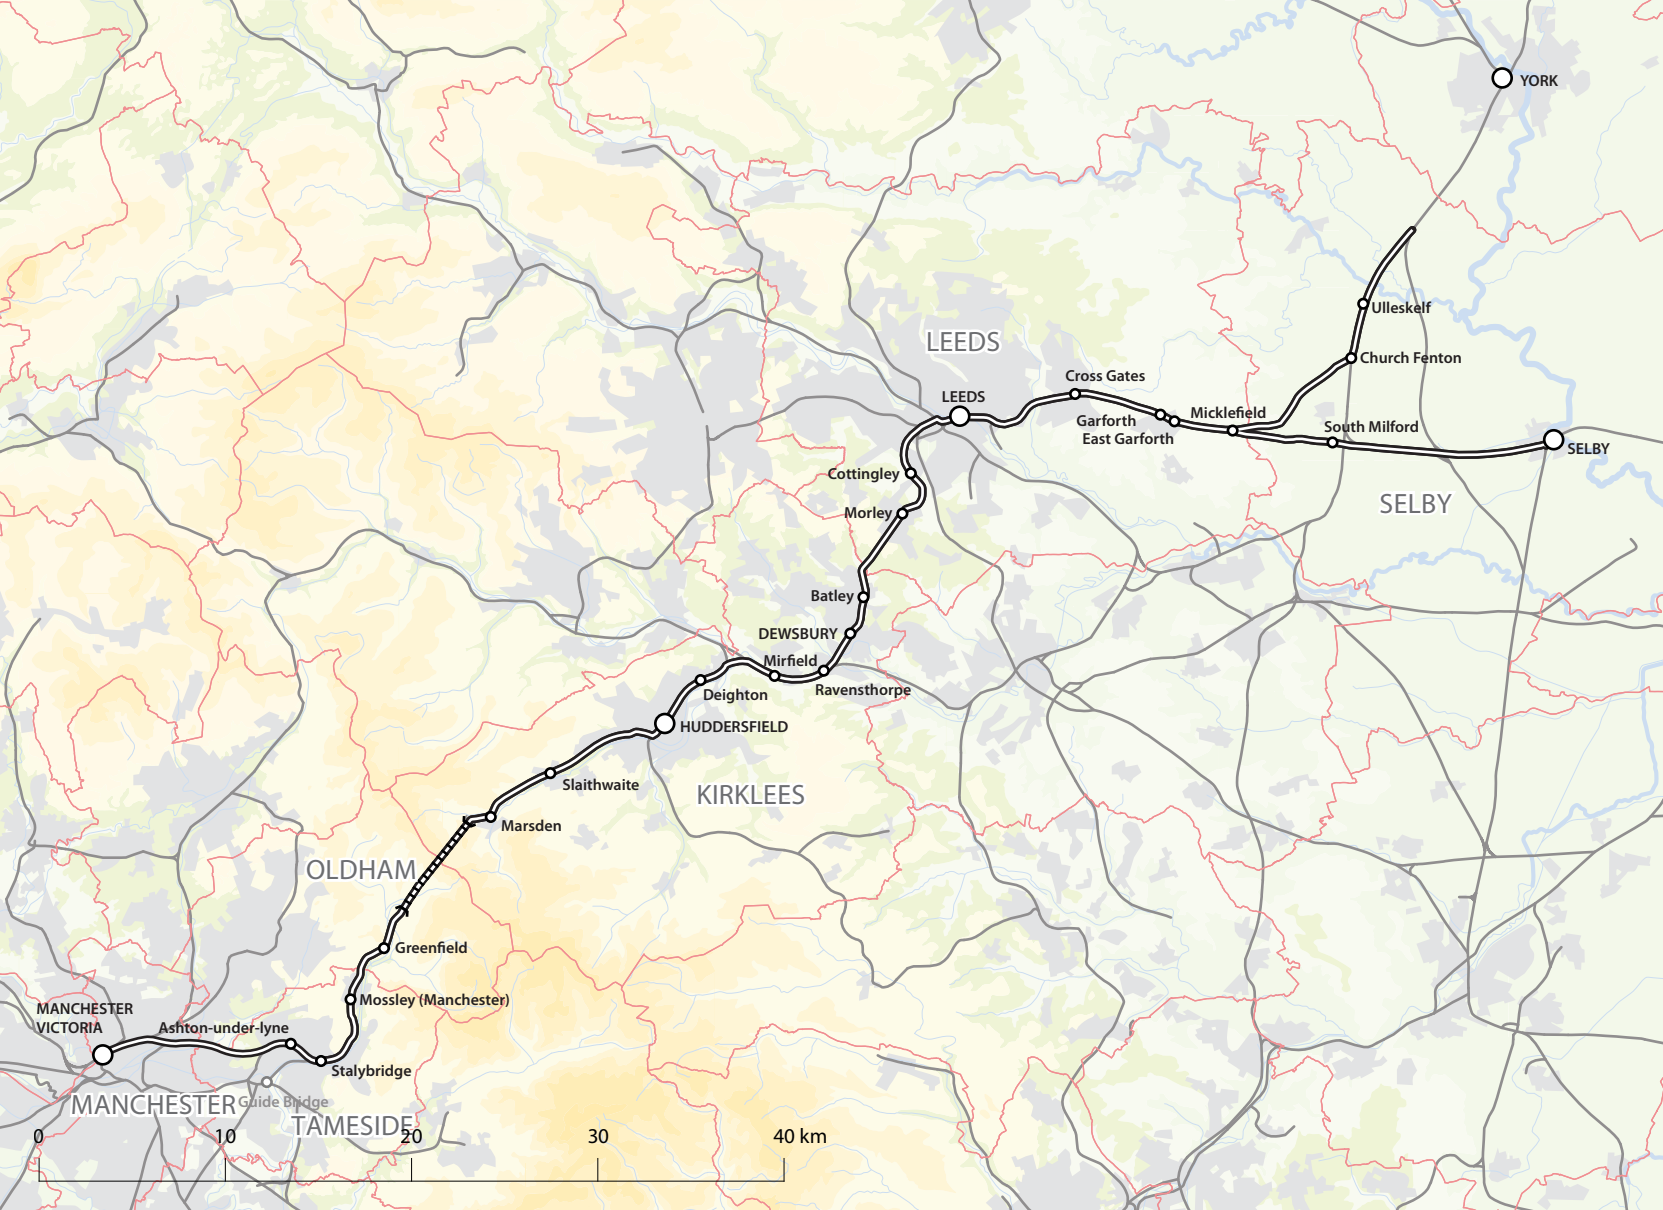 YORK
Ulleskelf
LEEDS
Church Fenton
Cross Gates
LEEDS
Micklefield
Garforth
South Milford
East Garforth
SELBY
Cottingley
SELBY
Morley
Batley
DEWSBURY
Mirfield
Ravensthorpe
Deighton
HUDDERSFIELD
Slaithwaite
KIRKLEES
Marsden
OLDHAM
Greenfield
Mossley (Manchester)
MANCHESTER
VICTORIA
Ashton-under-lyne
Stalybridge
MANCHESTER
Guide Bridge
TAMESIDE
0 10 20 30 40 km